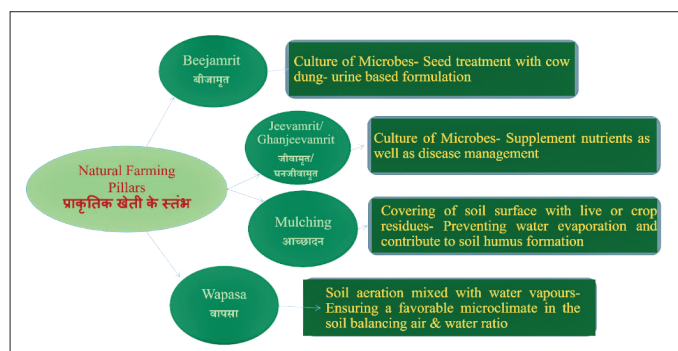 Natural Farming
Pillars
प्राकृतिक खेती के स्तंभ
Beejamrit
बीजामृत
Culture of Microbes- Seed treatment with cow
dung- urine based formulation
Jeevamrit/
Ghanjeevamrit
जीवामृत/
घनजीवामृत
Culture of Microbes- Supplement nutrients as
well as disease management
Mulching
आच्छादन
Covering of soil surface with live or crop
residues- Preventing water evaporation and
contribute to soil humus formation
Wapasa
वापसा
Soil aeration mixed with water vapours-
Ensuring a favorable microclimate in the
soil balancing air & water ratio